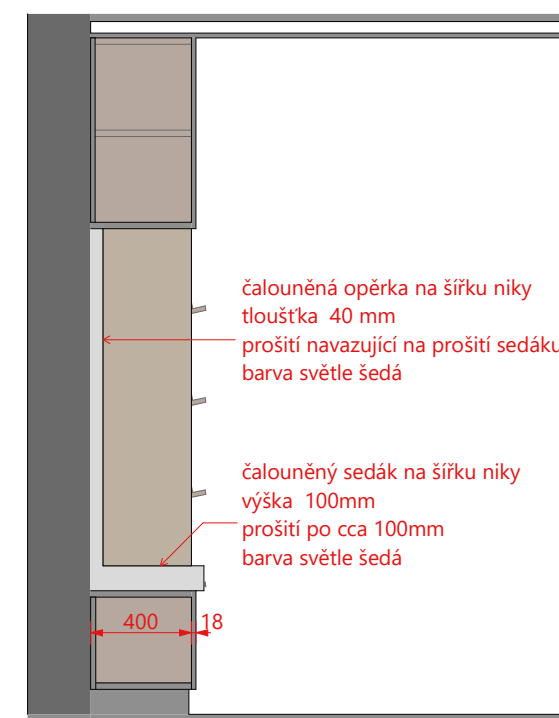 čalouněná opěrka na šířku niky
tloušťka  40 mm
prošití navazující na prošití sedáku
barva světle šedá
čalouněný sedák na šířku niky
výška  100mm
prošití po cca 100mm
barva světle šedá
400 18